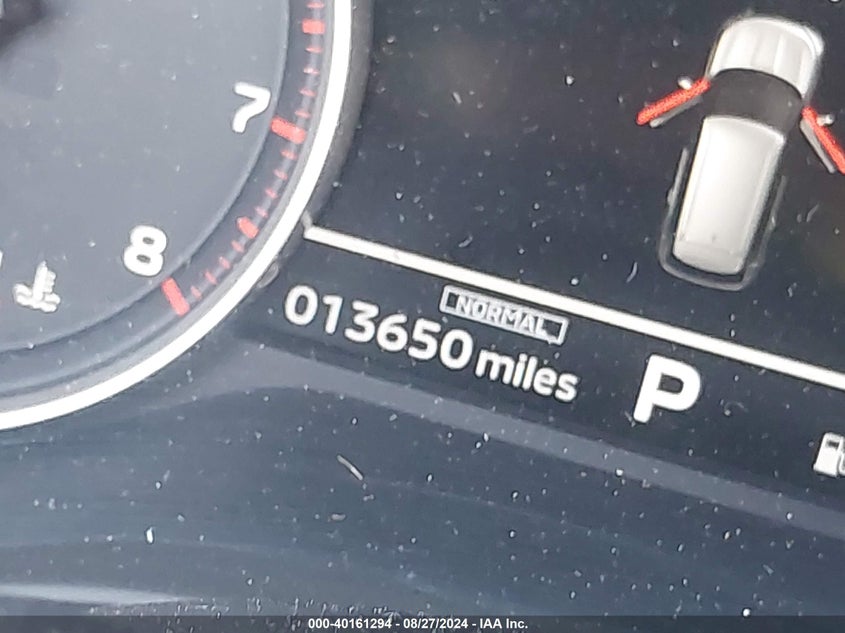 7
8
NORMAL
013650 miles
P
000-40161294 - 08/27/2024 - IAA Inc.